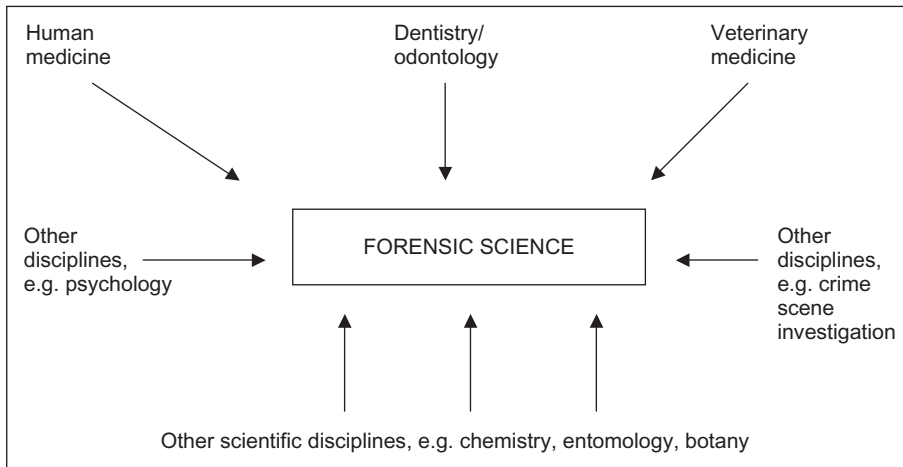 Human
medicine
Dentistry/
odontology
Veterinary
medicine
Other
disciplines,
e.g. psychology
FORENSIC SCIENCE
Other
disciplines,
e.g. crime
scene
investigation
Other scientific disciplines, e.g. chemistry, entomology, botany